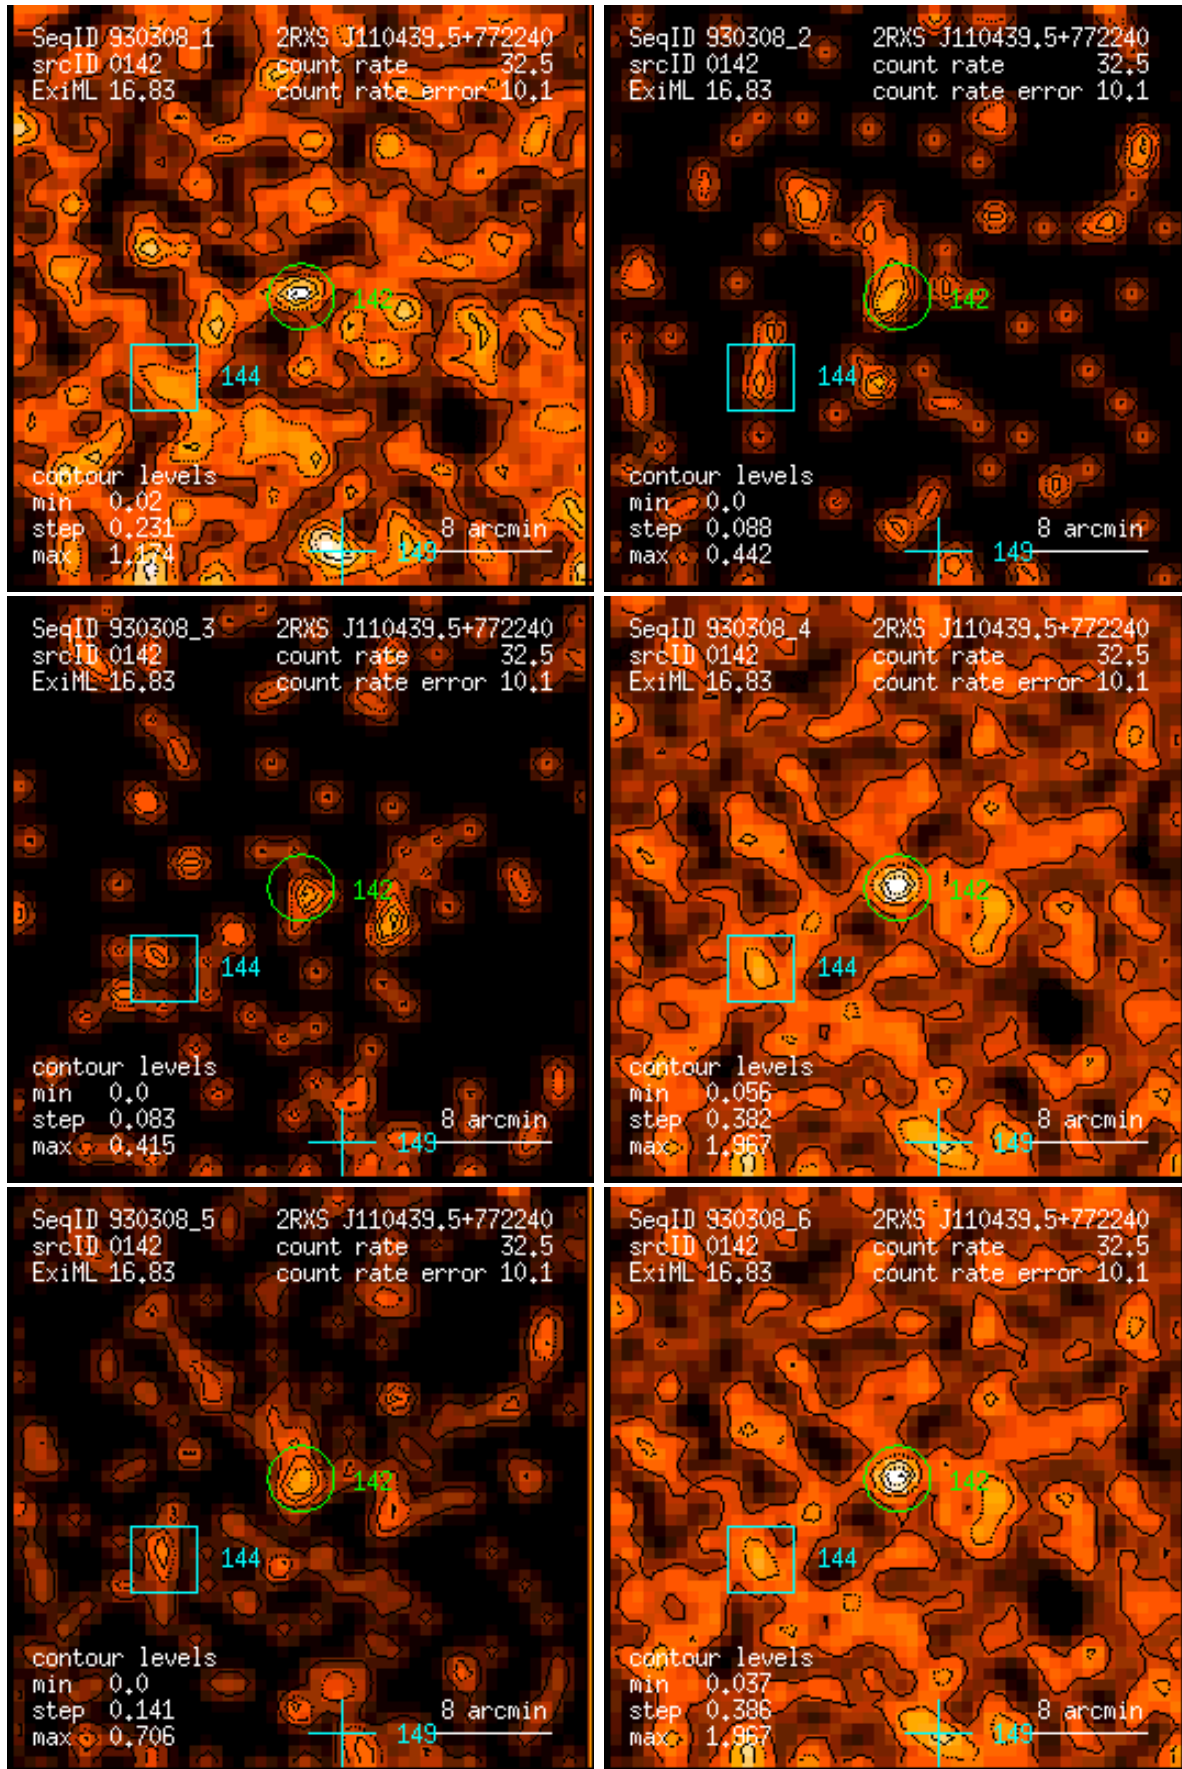 SeqID 930308_1 2RXS J110439.5+772240
srcID 0142 count rate 32.5
ExiML 16.83 count rate error 10.1
142
144
contour levels
min 0.02
step 0.231 8 arcmin
max 1.174 149
SeqID 930308_2 2RXS J110439.5+772240
srcID 0142 count rate 32.5
ExiML 16.83 count rate error 10.1
142
144
contour levels
min 0.0
step 0.088 8 arcmin
max 0.442 149
SeqID 930308_3 2RXS J110439.5+772240
srcID 0142 count rate 32.5
ExiML 16.83 count rate error 10.1
142
144
contour levels
min 0.0
step 0.083 8 arcmin
max 0.415 149
SeqID 930308_4 2RXS J110439.5+772240
srcID 0142 count rate 32.5
ExiML 16.83 count rate error 10.1
142
144
contour levels
min 0.056
step 0.382 8 arcmin
max 1.967 149
SeqID 930308_5 2RXS J110439.5+772240
srcID 0142 count rate 32.5
ExiML 16.83 count rate error 10.1
142
144
contour levels
min 0.0
step 0.141 8 arcmin
max 0.706 149
SeqID 930308_6 2RXS J110439.5+772240
srcID 0142 count rate 32.5
ExiML 16.83 count rate error 10.1
142
144
contour levels
min 0.037
step 0.386 8 arcmin
max 1.967 149